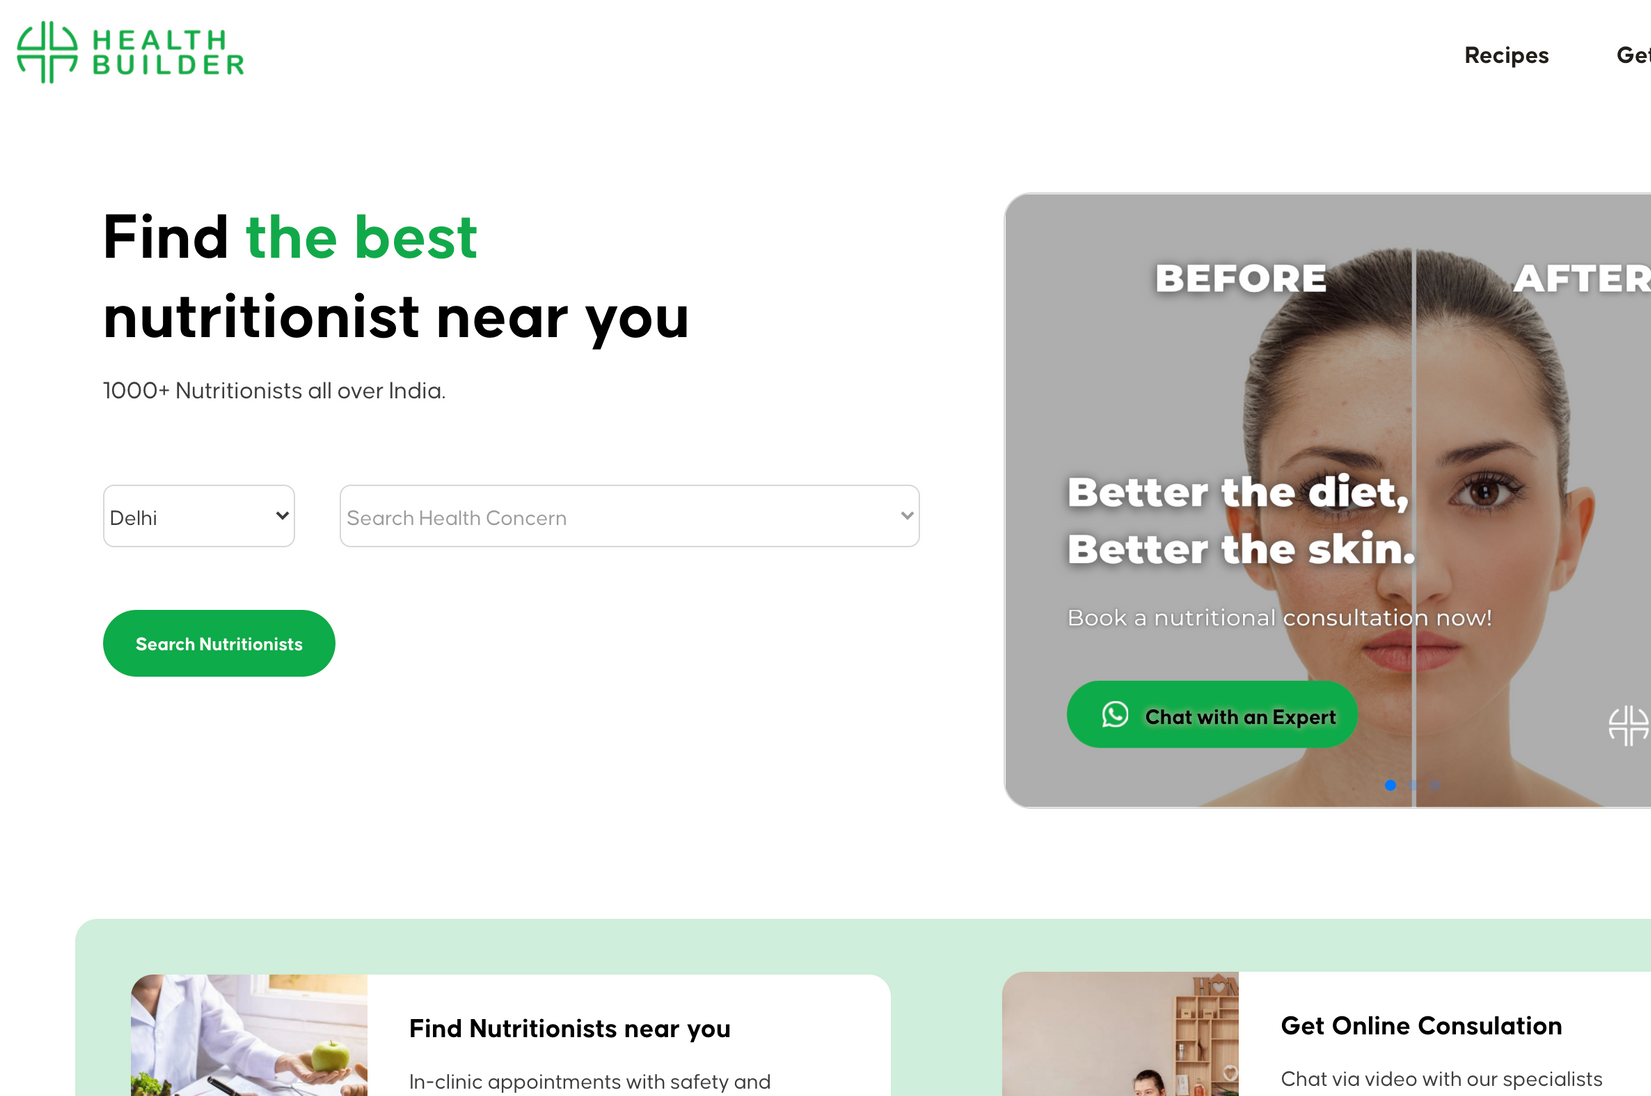 HEALTH
BUILDER
Recipes
Get
Find the best
nutritionist near you
1000+ Nutritionists all over India.
Delhi
Search Health Concern
Search Nutritionists
BEFORE
AFTER
Better the diet,
Better the skin.
Book a nutritional consultation now!
Chat with an Expert
Find Nutritionists near you
In-clinic appointments with safety and
Get Online Consulation
Chat via video with our specialists